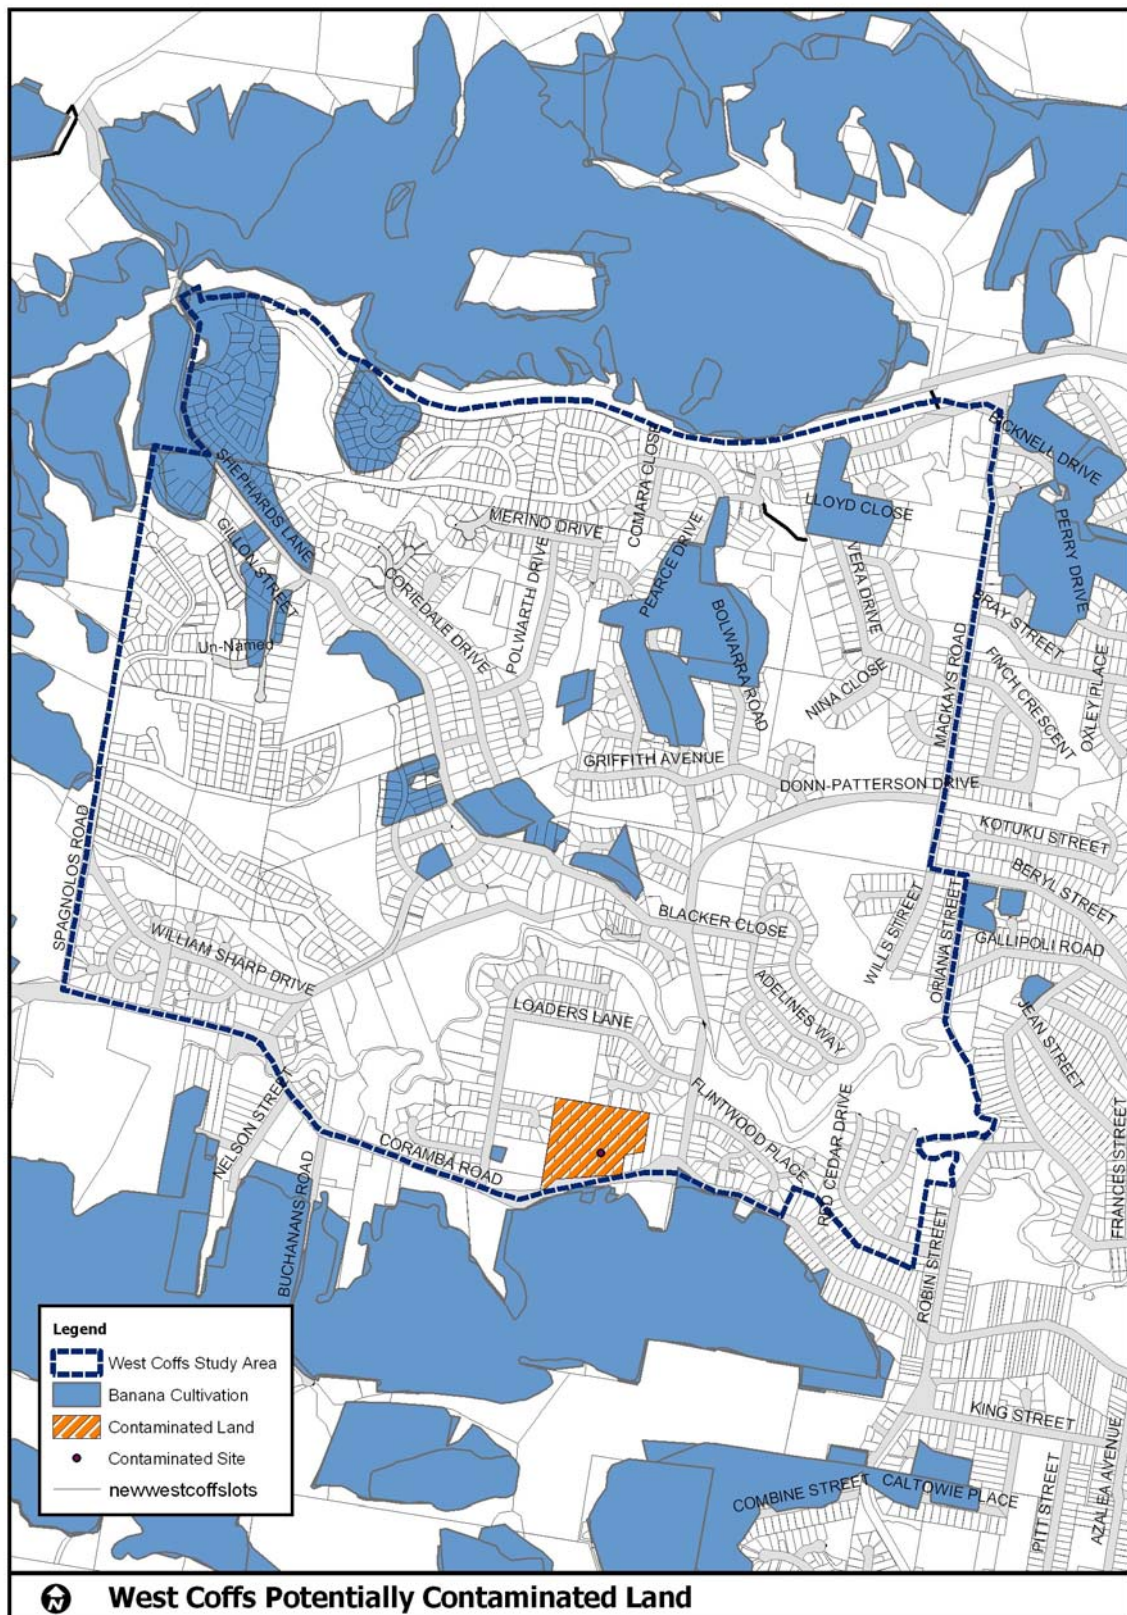 BICKNELL DRIVE
LLOYD CLOSE
COMARA CLOSE
SHEPHARDS LANE
MERINO DRIVE
PERRY DRIVE
GILLON STREET
PEARCE DRIVE
VERA DRIVE
POLWARTH DRIVE
CORIEDALE DRIVE
BOLWARRA ROAD
BRAY STREET
Un-Named
FINCH CRESCENT
OXLEY PLACE
NINA CLOSE
MACKAYS ROAD
GRIFFITH AVENUE
DONN-PATTERSON DRIVE
KOTUKU STREET
SPAGNOLOS ROAD
BERYL STREET
BLACKER CLOSE
WILLS STREET
ORIANA STREET
GALLIPOLI ROAD
WILLIAM SHARP DRIVE
ADELINES WAY
LOADERS LANE
JEAN STREET
FLINTWOOD PLACE
NELSON STREET
RED CEDAR DRIVE
CORAMBA ROAD
FRANCES STREET
BUCHANANS ROAD
ROBIN STREET
KING STREET
COMBINE STREET
CALTOWIE PLACE
PITT STREET
AZALEA AVENUE
Legend
West Coffs Study Area
Banana Cultivation
Contaminated Land
Contaminated Site
newwestcoffslots
N
West Coffs Potentially Contaminated Land